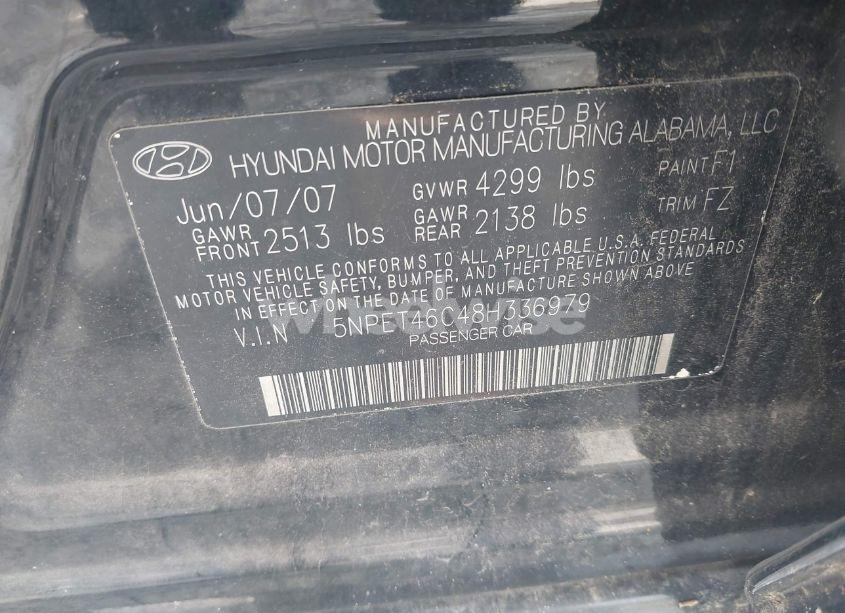 MANUFACTURED BY
HYUNDAI MOTOR MANUFACTURING ALABAMA, LLC
Jun/07/07 GVWR 4299 lbs PAINT F1
GAWR FRONT 2513 lbs GAWR REAR 2138 lbs TRIM FZ
THIS VEHICLE CONFORMS TO ALL APPLICABLE U.S.A. FEDERAL
MOTOR VEHICLE SAFETY, BUMPER, AND THEFT PREVENTION STANDARDS
IN EFFECT ON THE DATE OF MANUFACTURE SHOWN ABOVE
V.I.N 5NPET46C48H336979
PASSENGER CAR
wheelwise